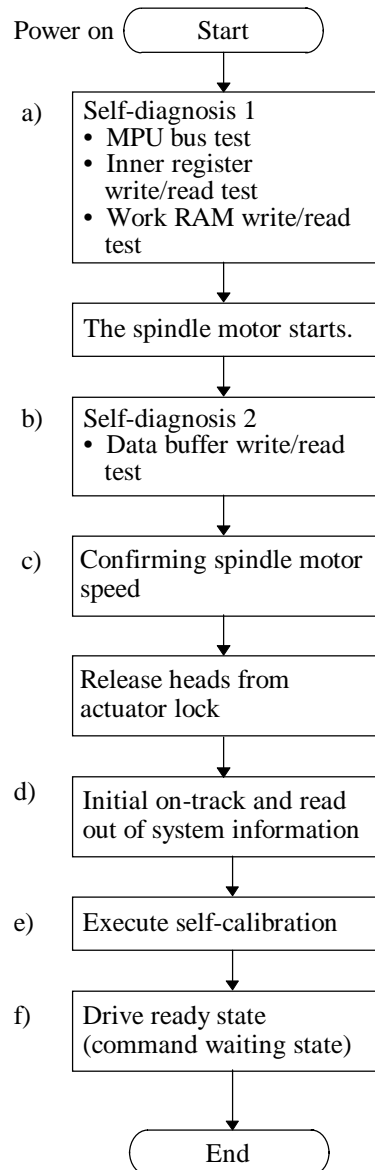 Power on
Start
a)
Self-diagnosis 1
• MPU bus test
• Inner register
write/read test
• Work RAM write/read
test
The spindle motor starts.
b)
Self-diagnosis 2
• Data buffer write/read
test
c)
Confirming spindle motor
speed
Release heads from
actuator lock
d)
Initial on-track and read
out of system information
e)
Execute self-calibration
f)
Drive ready state
(command waiting state)
End